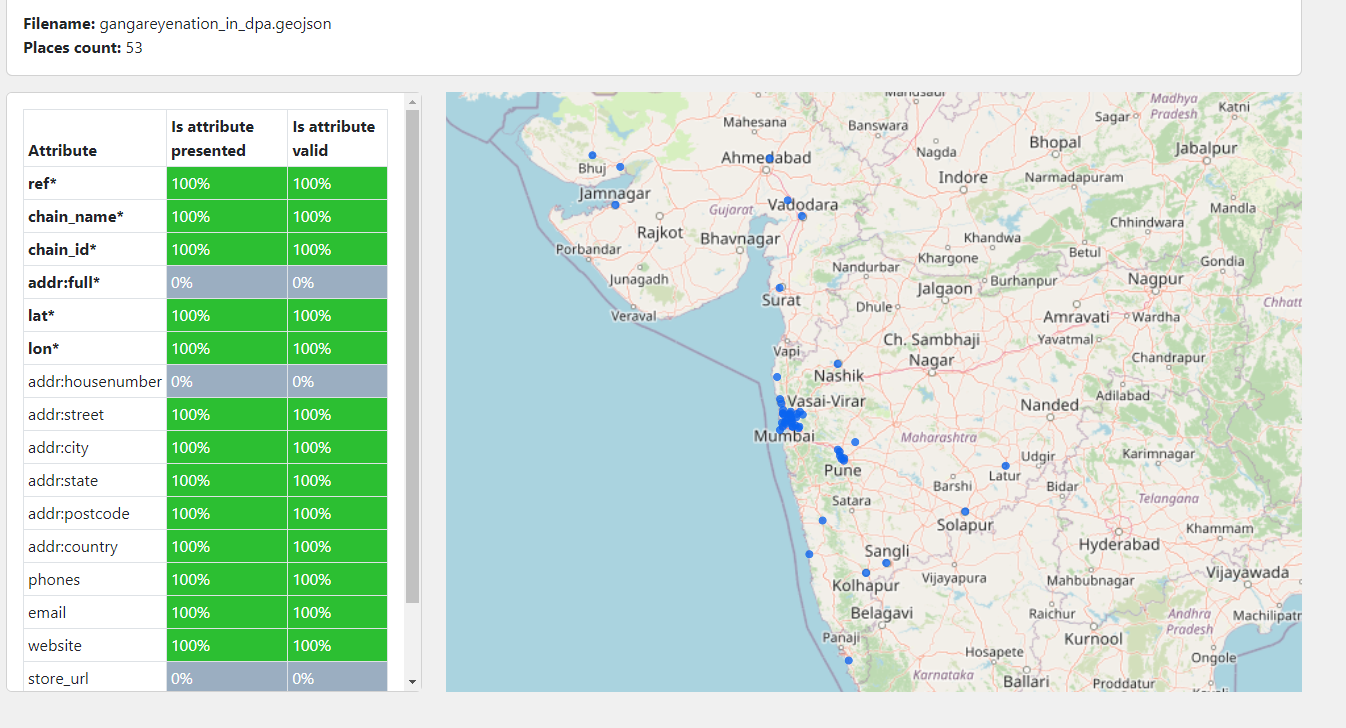 Filename: gangareyenation_in_dpa.geojson
Places count: 53
Attribute
Is attribute presented
Is attribute valid
ref* 100% 100%
chain_name* 100% 100%
chain_id* 100% 100%
addr:full* 0% 0%
lat* 100% 100%
lon* 100% 100%
addr:housenumber 0% 0%
addr:street 100% 100%
addr:city 100% 100%
addr:state 100% 100%
addr:postcode 100% 100%
addr:country 100% 100%
phones 100% 100%
email 100% 100%
website 100% 100%
store_url 0% 0%
Madhya
Pradesh
Katni
Sagar
Mahesana
Banswara
Bhopal
Jabalpur
Nagda
Ahmedabad
Bhuj
Indore
Narmadapuram
Jamnagar
Vadodara
Gujarat
Mandla
Chhindwara
Rajkot
Bhavnagar
Khandwa
Porbandar
Betul
Khargone
Gondia
Nandurbar
Burhanpur
Junagadh
Nagpur
Jalgaon
Surat
Chhatt
Dhule
Veraval
Amravati
Wardha
Ch. Sambhaji
Nagar
Yavatmal
Vapi
Chandrapur
Nashik
Adilabad
Vasai-Virar
Nanded
Mumbai
Maharashtra
Karimnagar
Udgir
Pune
Latur
Barshi
Bidar
Satara
Telangana
Solapur
Khammam
Hyderabad
Sangli
Vijayawada
Kolhapur
Vijayapura
Mahbubnagar
Belagavi
Raichur
Andhra
Pradesh
Machilipatn
Panaji
Kurnool
Hosapete
Ongole
Karnataka
Ballari
Proddatur